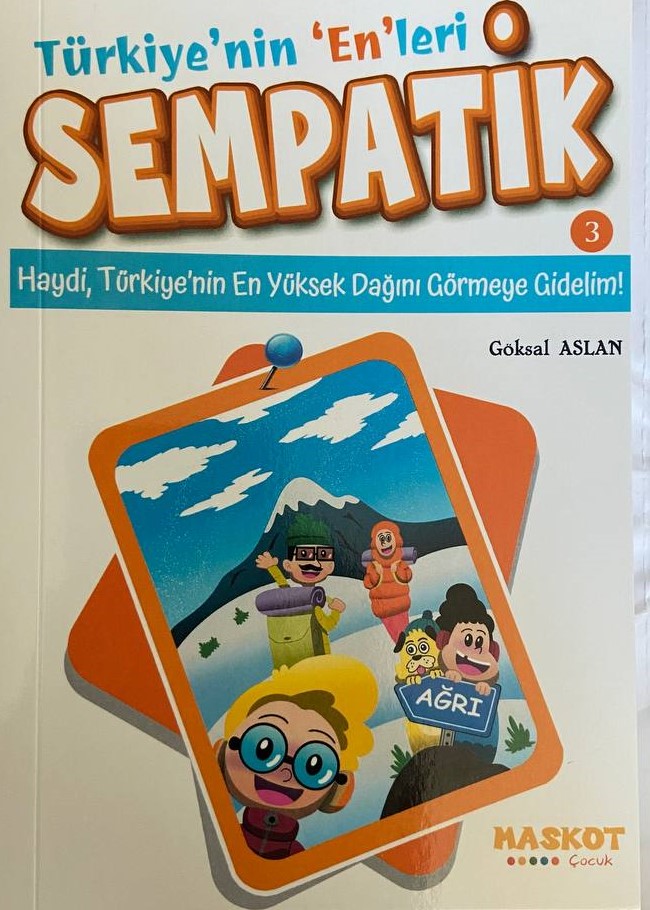 Türkiye'nin 'En'leri
SEMPATİK
3
Haydi, Türkiye'nin En Yüksek Dağını Görmeye Gidelim!
Göksal ASLAN
AĞRI
MASKOT
Çocuk